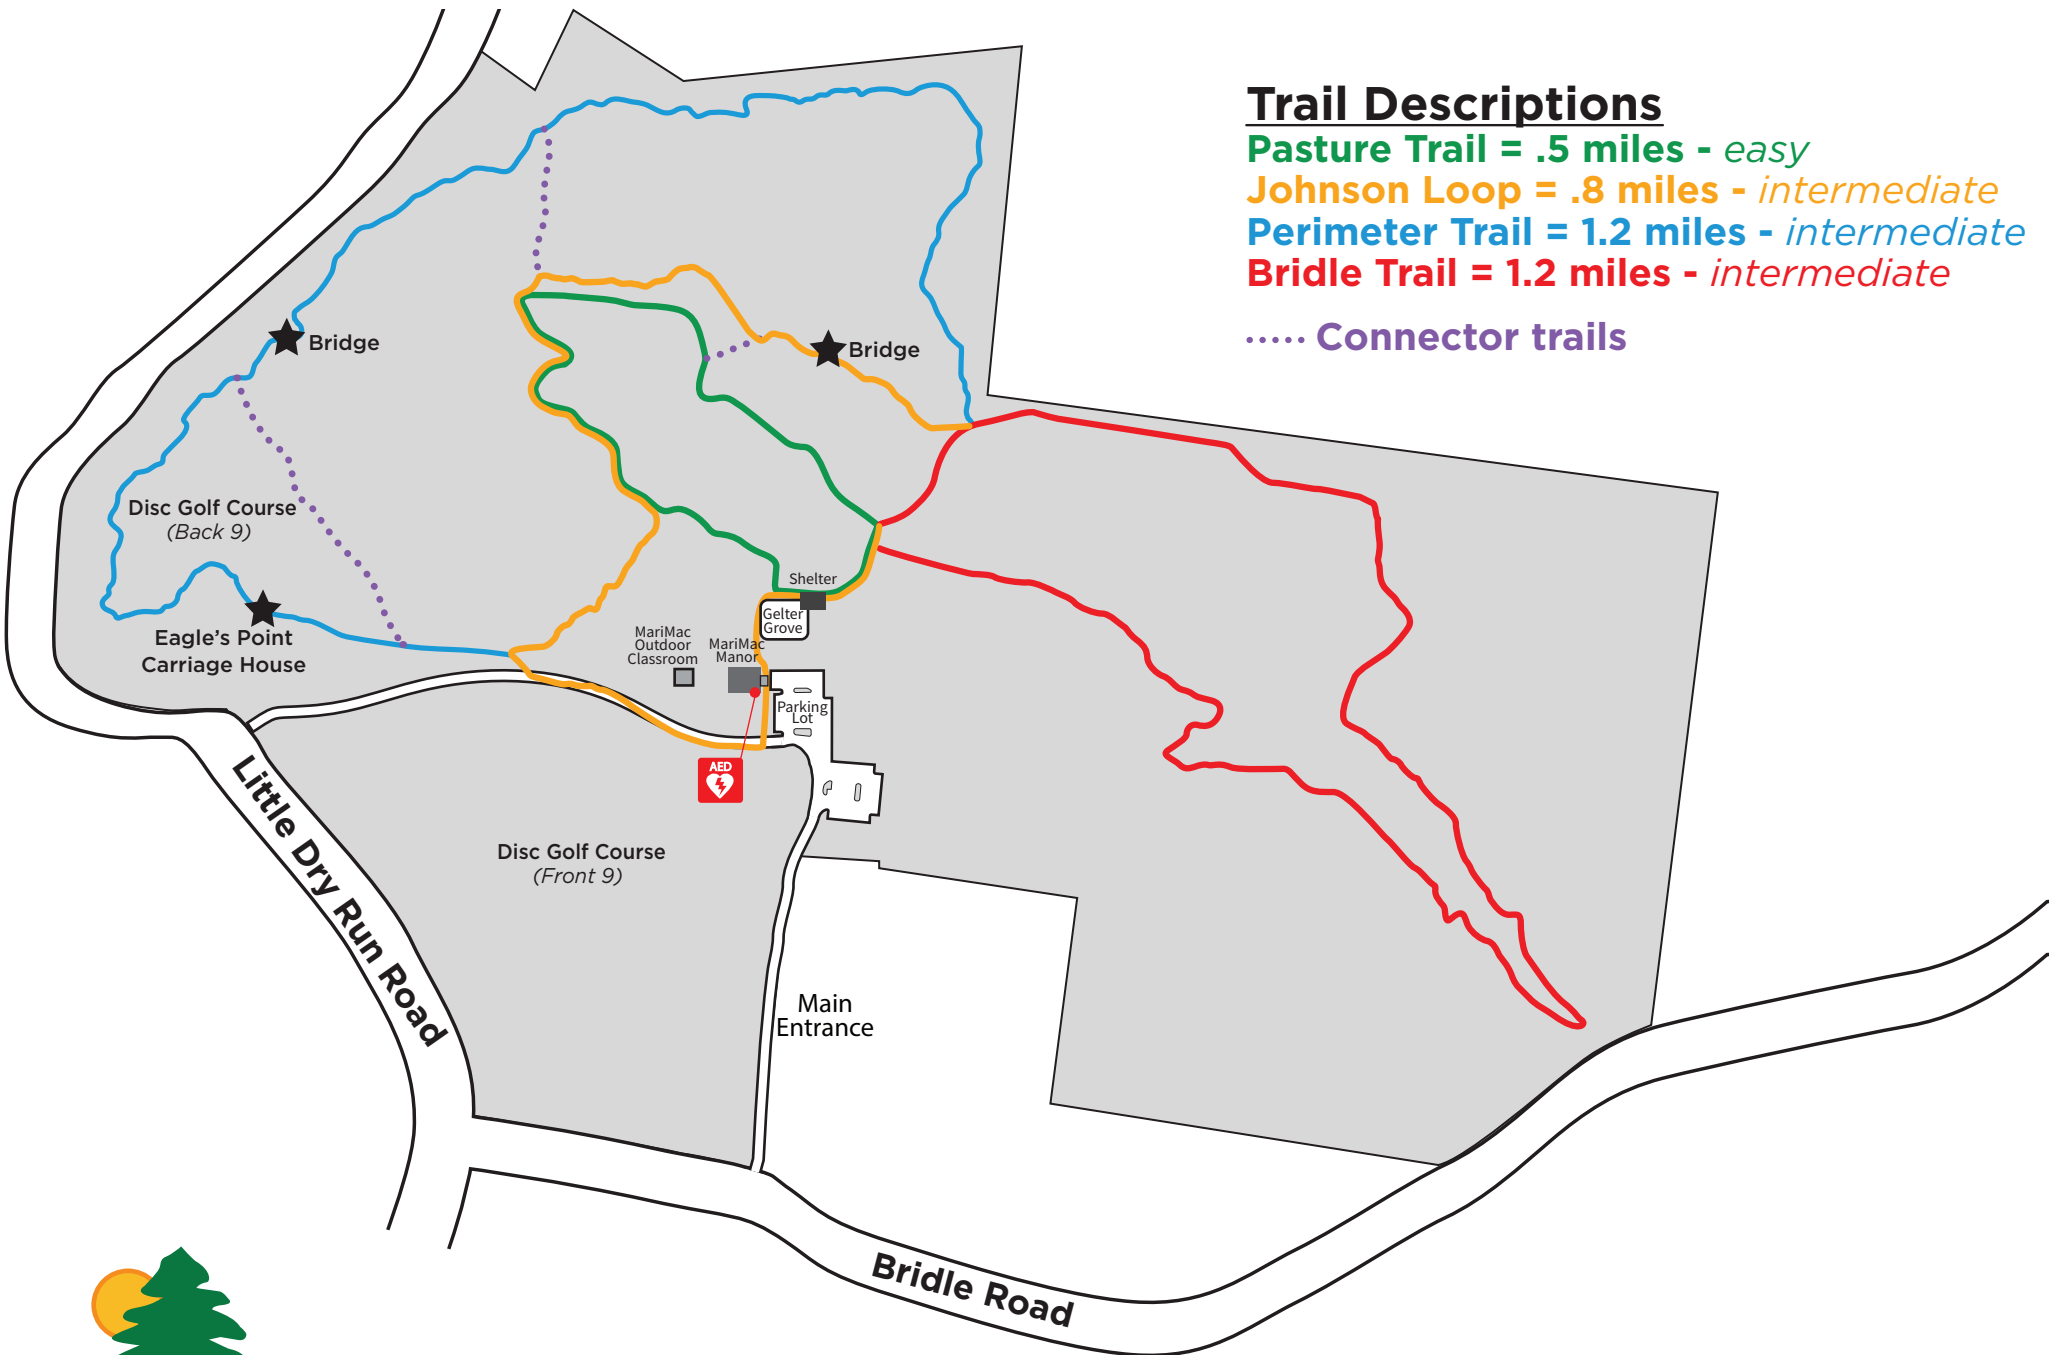 Trail Descriptions
Pasture Trail = .5 miles - easy
Johnson Loop = .8 miles - intermediate
Perimeter Trail = 1.2 miles - intermediate
Bridle Trail = 1.2 miles - intermediate
Connector trails
Bridge
Bridge
Disc Golf Course
(Back 9)
Shelter
Gelter
Grove
Eagle's Point
Carriage House
MariMac
Outdoor
Classroom
MariMac
Manor
Parking
Lot
AED
Little Dry Run Road
Disc Golf Course
(Front 9)
Main
Entrance
Bridle Road